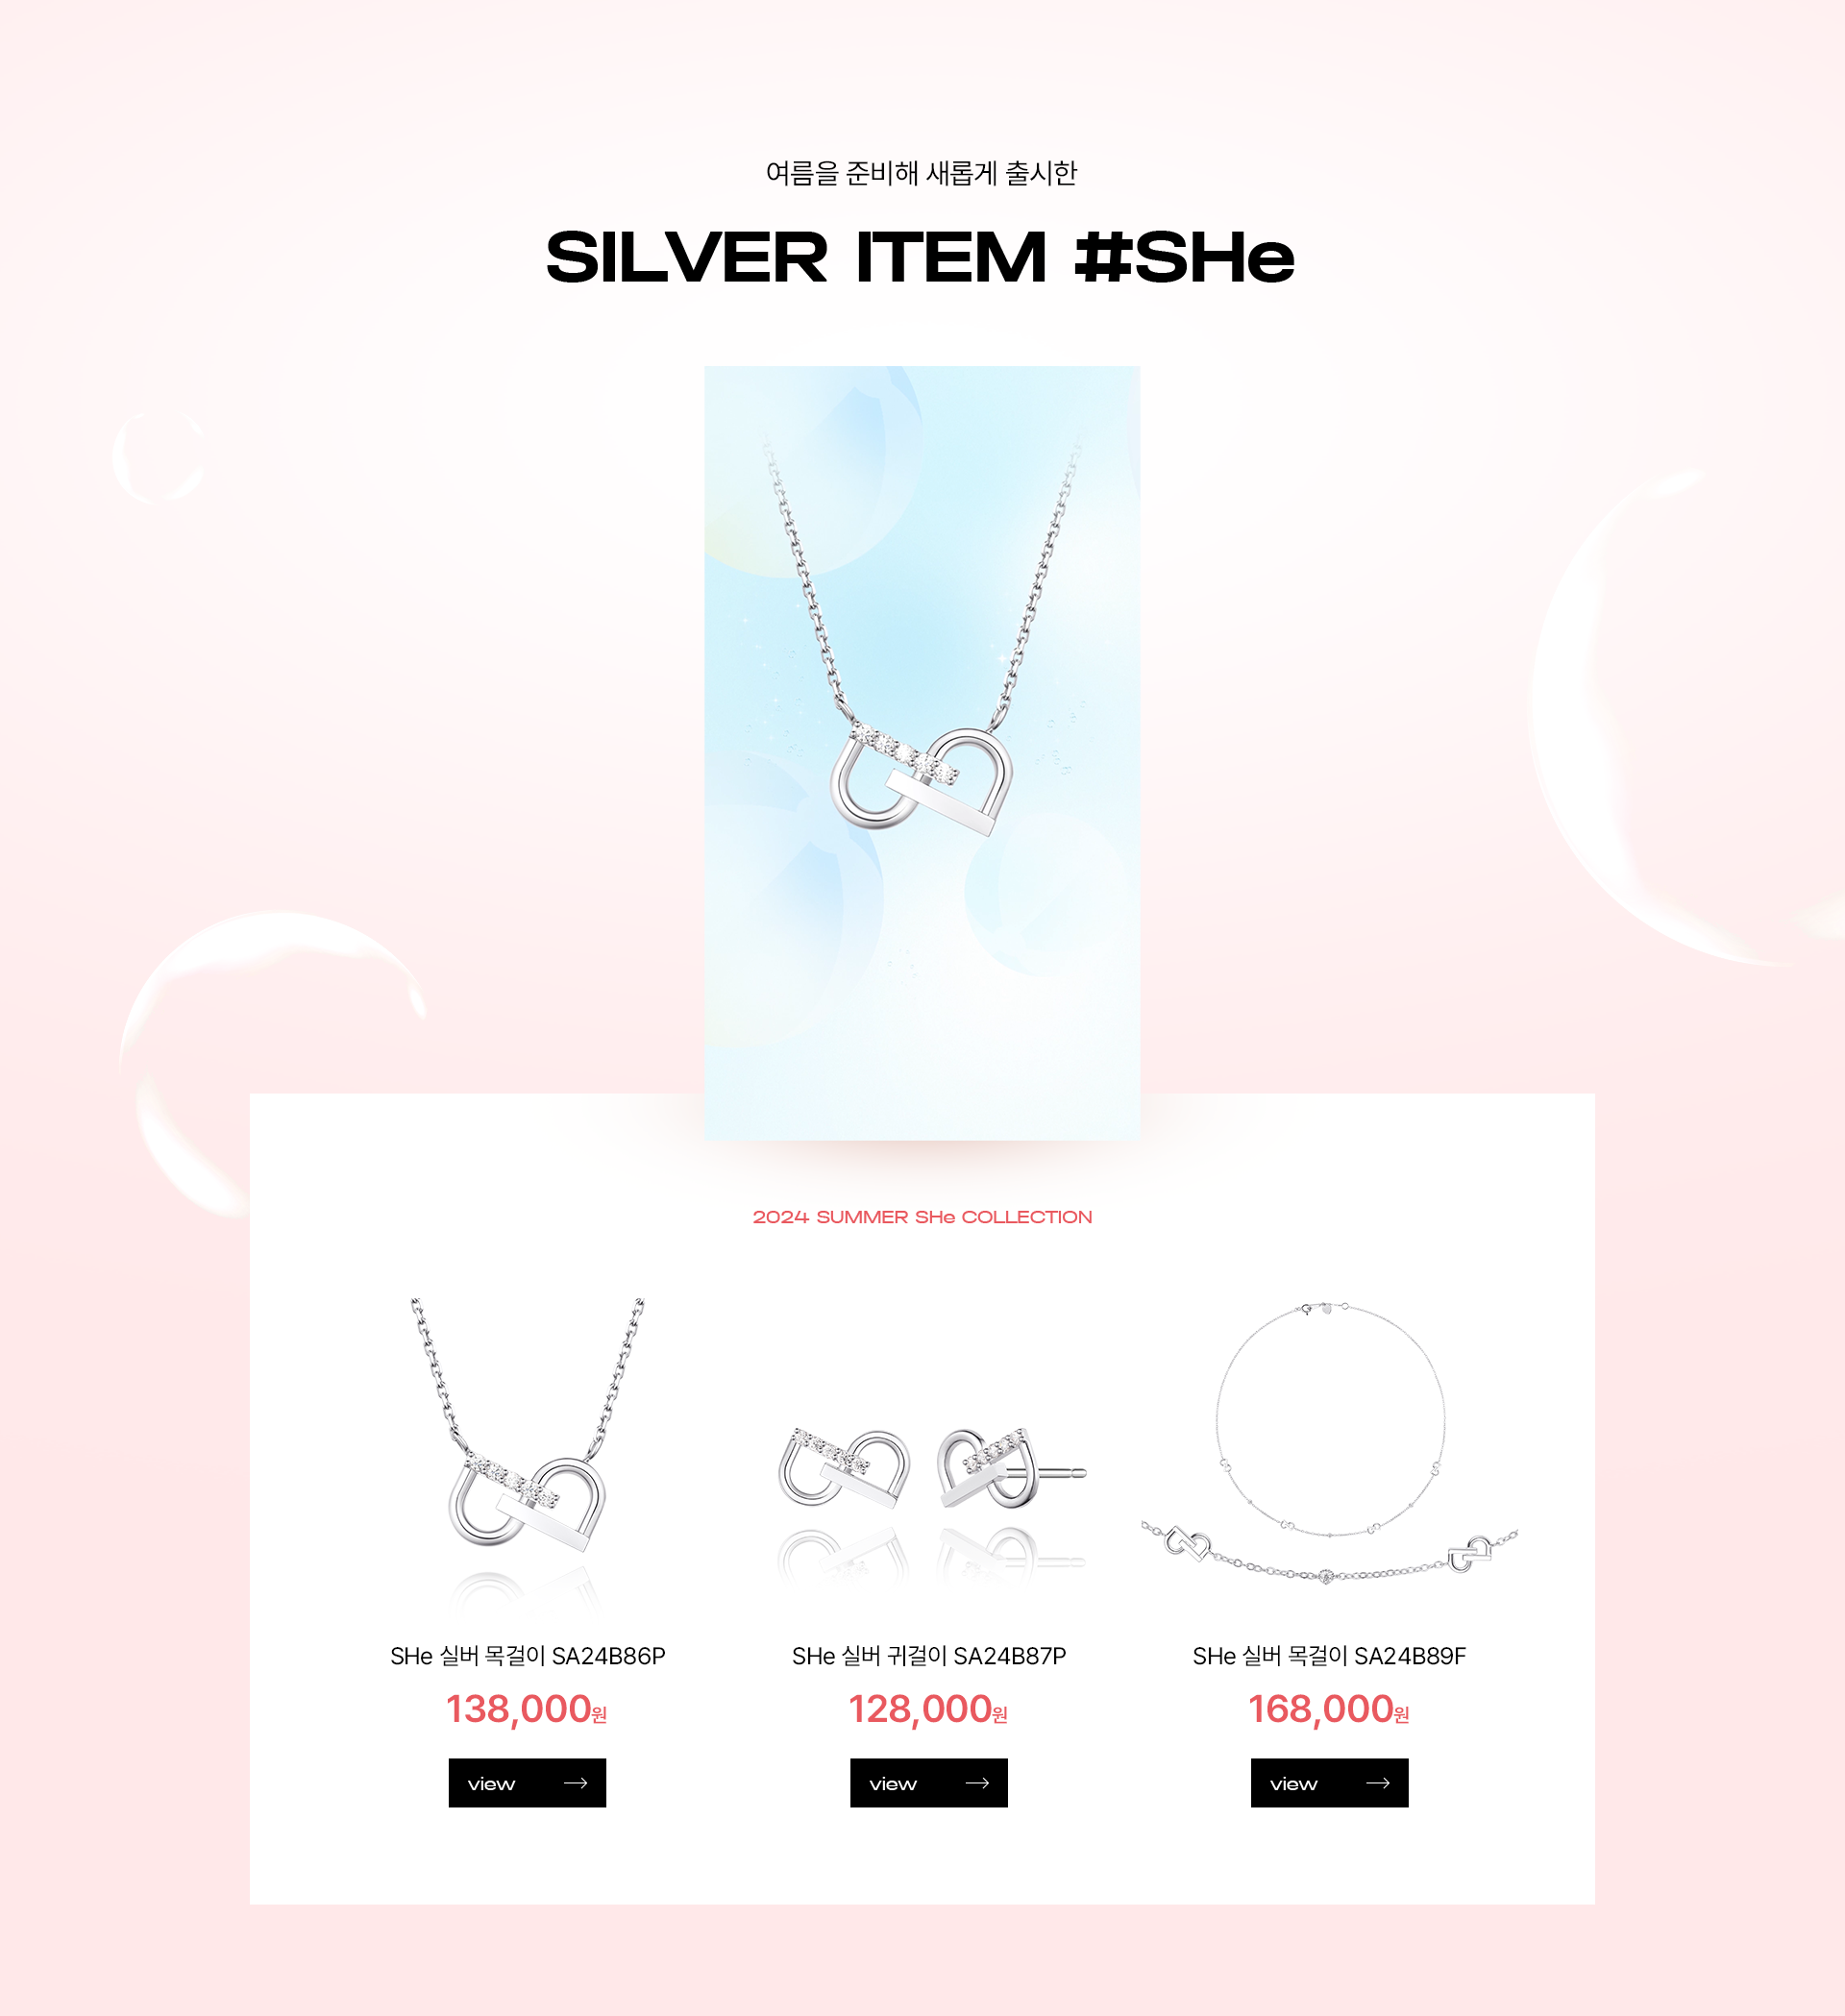 여름을 준비해 새롭게 출시한
SILVER ITEM #SHe
2024 SUMMER SHe COLLECTION
SHe 실버 목걸이 SA24B86P
138,000원
view
SHe 실버 귀걸이 SA24B87P
128,000원
view
SHe 실버 목걸이 SA24B89F
168,000원
view